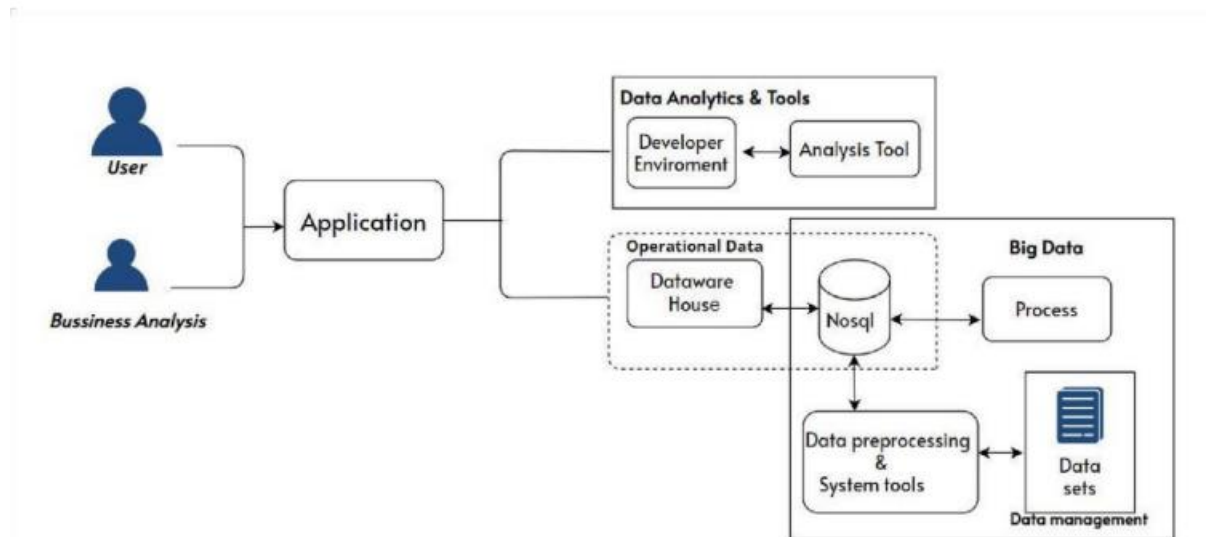 User
Bussiness Analysis
Application
Data Analytics & Tools
Developer
Enviroment
Analysis Tool
Operational Data
Dataware
House
Nosql
Big Data
Process
Data preprocessing
&
System tools
Data
sets
Data management